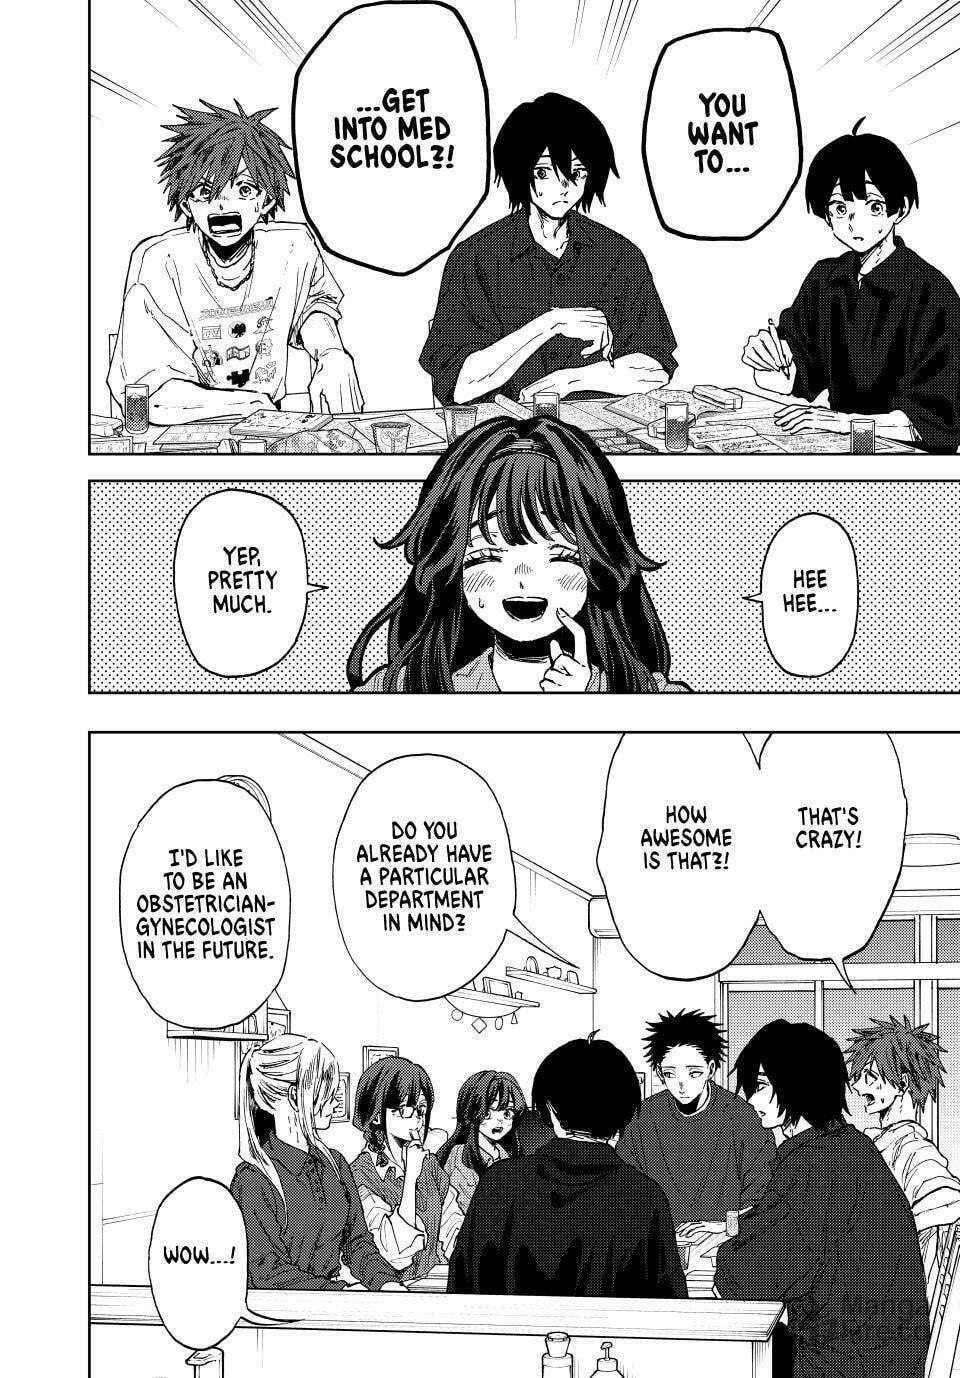 YOU
WANT
TO...
...GET
INTO MED
SCHOOL?!
HEE
HEE...
YEP,
PRETTY
MUCH.
THAT'S
CRAZY!
HOW
AWESOME
IS THAT?!
DO YOU
ALREADY HAVE
A PARTICULAR
DEPARTMENT
IN MIND?
I'D LIKE
TO BE AN
OBSTETRICIAN-
GYNECOLOGIST
IN THE FUTURE.
WOW...!
Manga